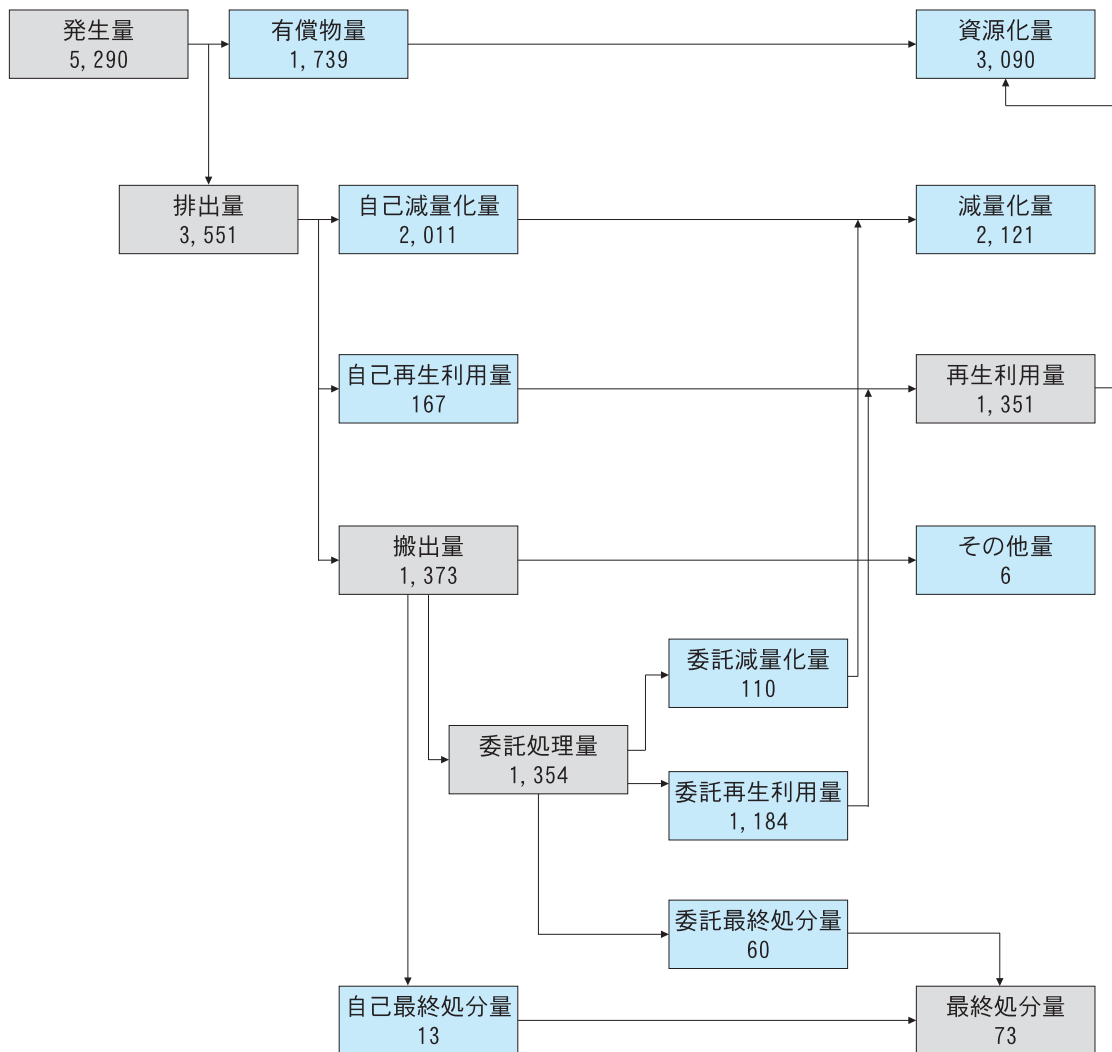 発生量
5,290
有償物量
1,739
資源化量
3,090
排出量
3,551
自己減量化量
2,011
減量化量
2,121
自己再生利用量
167
再生利用量
1,351
搬出量
1,373
その他量
6
委託減量化量
110
委託処理量
1,354
委託再生利用量
1,184
委託最終処分量
60
自己最終処分量
13
最終処分量
73